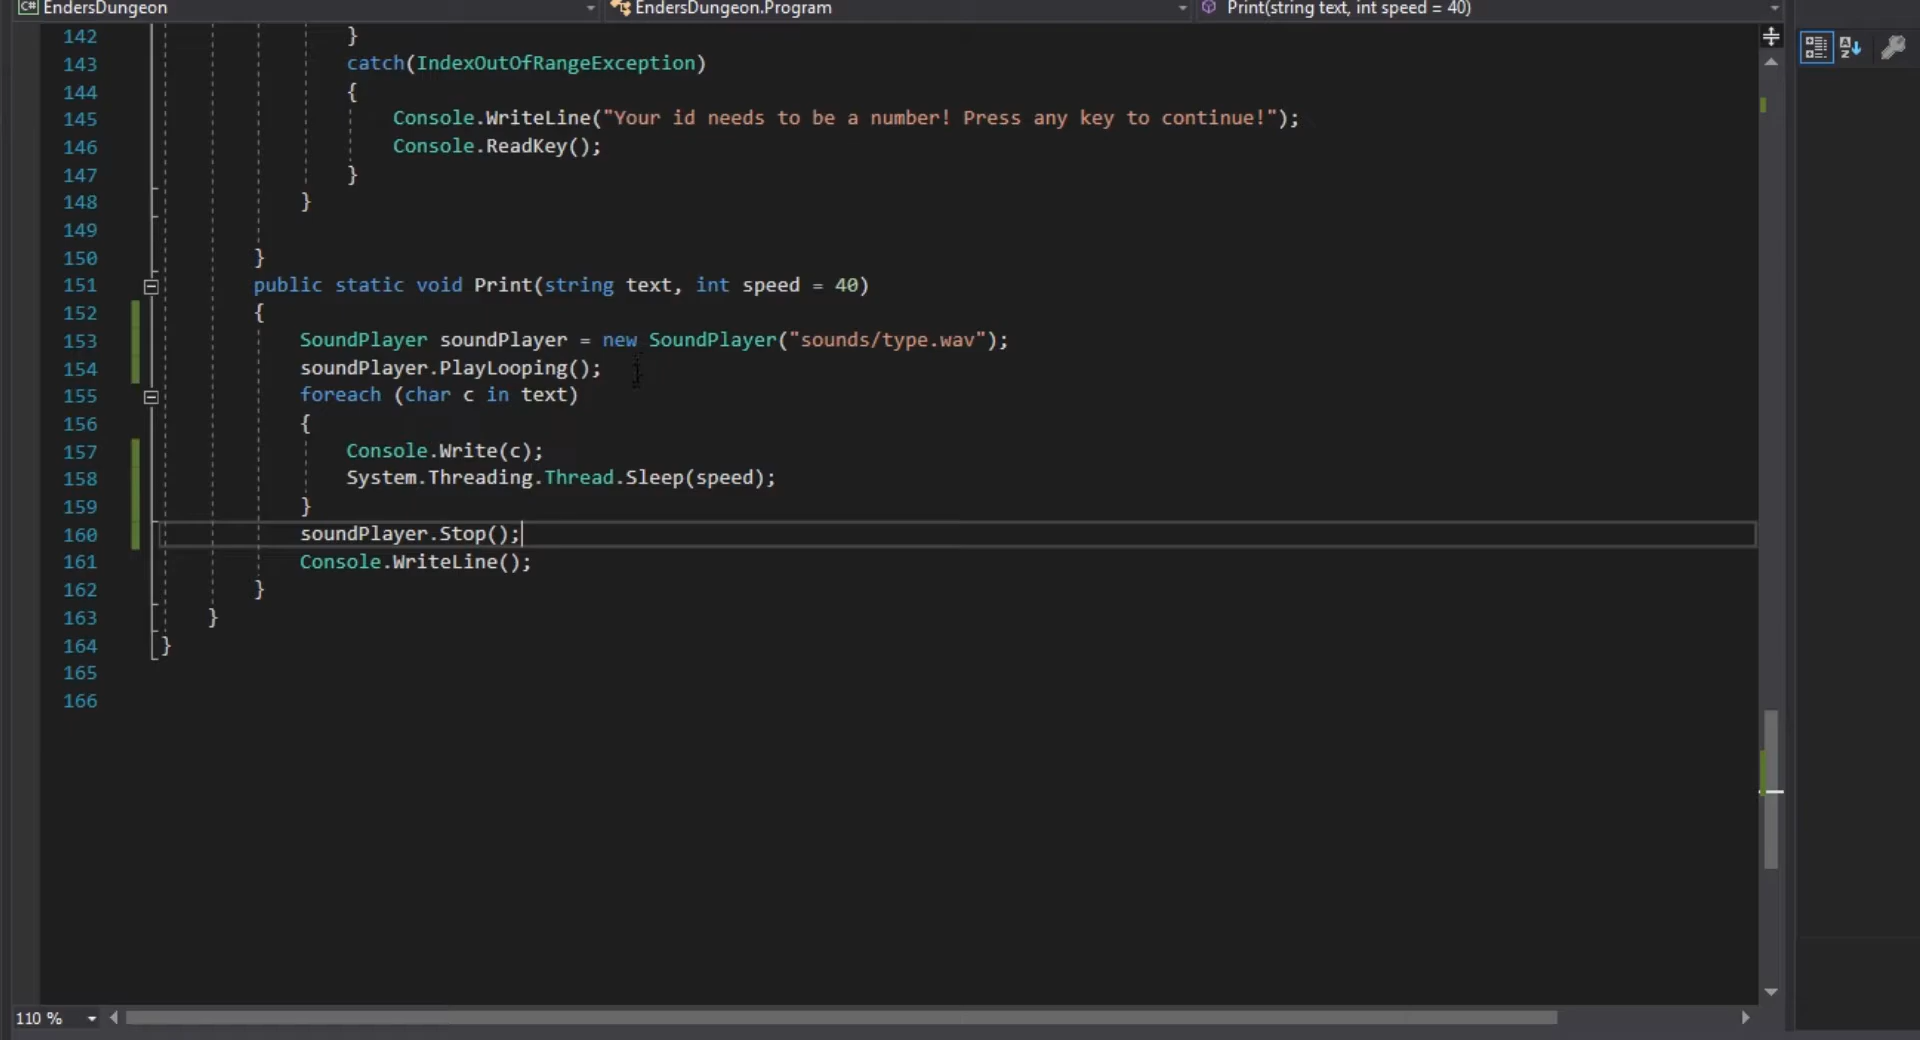 EndersDungeon EndersDungeon.Program Print(string text, int speed = 40)
142 }
143 catch(IndexOutOfRangeException)
144 {
145 Console.WriteLine("Your id needs to be a number! Press any key to continue!");
146 Console.ReadKey();
147 }
148 }
149
150 }
151 public static void Print(string text, int speed = 40)
152 {
153 SoundPlayer soundPlayer = new SoundPlayer("sounds/type.wav");
154 soundPlayer.PlayLooping();
155 foreach (char c in text)
156 {
157 Console.Write(c);
158 System.Threading.Thread.Sleep(speed);
159 }
160 soundPlayer.Stop();
161 Console.WriteLine();
162 }
163 }
164 }
165
166
110 %